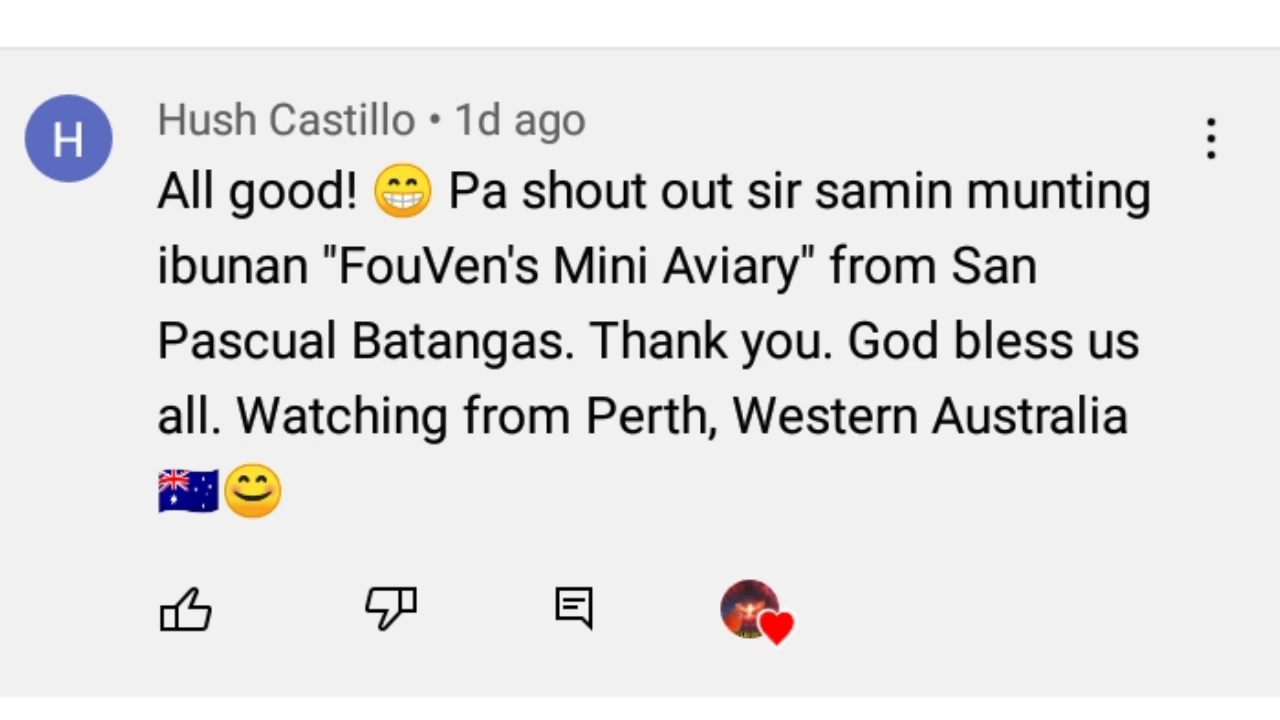 H
Hush Castillo • 1d ago
All good! 😁 Pa shout out sir samin munting
ibunan "FouVen's Mini Aviary" from San
Pascual Batangas. Thank you. God bless us
all. Watching from Perth, Western Australia
🇦🇺😊